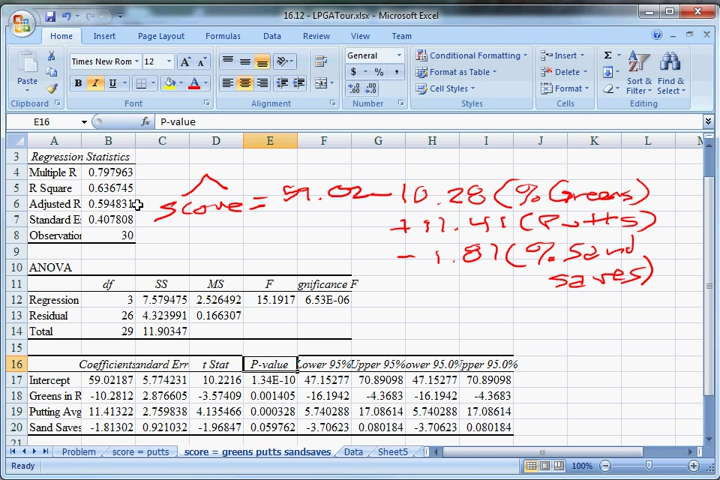 16.12 - LPGATour.xlsx - Microsoft Excel
Home Insert Page Layout Formulas Data Review View Team
Times New Roman 12 A A General Conditional Formatting Insert Σ
Paste B I U $ % , Format as Table Delete Sort & Filter Find & Select
.0 .00 .00 .0 Cell Styles Format
Clipboard Font Alignment Number Styles Cells Editing
E16 fx P-value
A B C D E F G H I J K L M
3 Regression Statistics
4 Multiple R 0.797963
5 R Square 0.636745
6 Adjusted R 0.594831
7 Standard E 0.407808
8 Observation 30
9
score = 59.02 - 10.28 (% Greens)
+ 11.41 (Putts)
- 1.81 (% Sand
saves)
10 ANOVA
11 df SS MS F gnificance F
12 Regression 3 7.579475 2.526492 15.1917 6.53E-06
13 Residual 26 4.323991 0.166307
14 Total 29 11.90347
15
16 Coefficients andard Err t Stat P-value Lower 95% Upper 95% ower 95.0% pper 95.0%
17 Intercept 59.02187 5.774231 10.2216 1.34E-10 47.15277 70.89098 47.15277 70.89098
18 Greens in R -10.2812 2.876605 -3.57409 0.001405 -16.1942 -4.3683 -16.1942 -4.3683
19 Putting Avg 11.41322 2.759838 4.135466 0.000328 5.740288 17.08614 5.740288 17.08614
20 Sand Saves -1.81302 0.921032 -1.96847 0.059762 -3.70623 0.080184 -3.70623 0.080184
21
Problem score = putts score = greens putts sandsaves Data Sheet5
Ready 100%